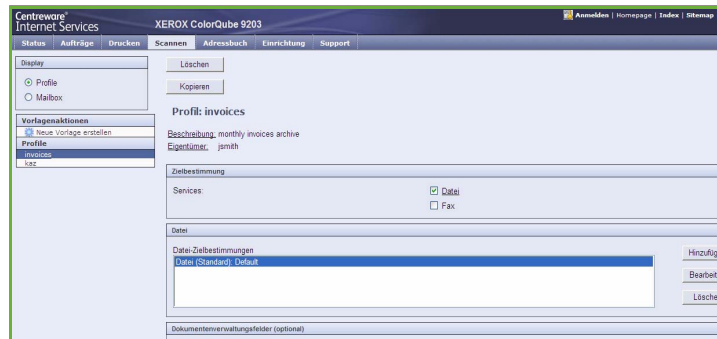 Centreware®
Internet Services
XEROX ColorQube 9203
Anmelden | Homepage | Index | Sitemap
Status Aufträge Drucken Scannen Adressbuch Einrichtung Support
Display
Profile
Mailbox
Vorlagenaktionen
Neue Vorlage erstellen
Profile
invoices
kaz
Löschen
Kopieren
Profil: invoices
Beschreibung: monthly invoices archive
Eigentümer: jsmith
Zielbestimmung
Services:
Datei
Fax
Datei
Datei-Zielbestimmungen
Datei (Standard): Default
Hinzufüg
Bearbeit
Lösche
Dokumentenverwaltungsfelder (optional)